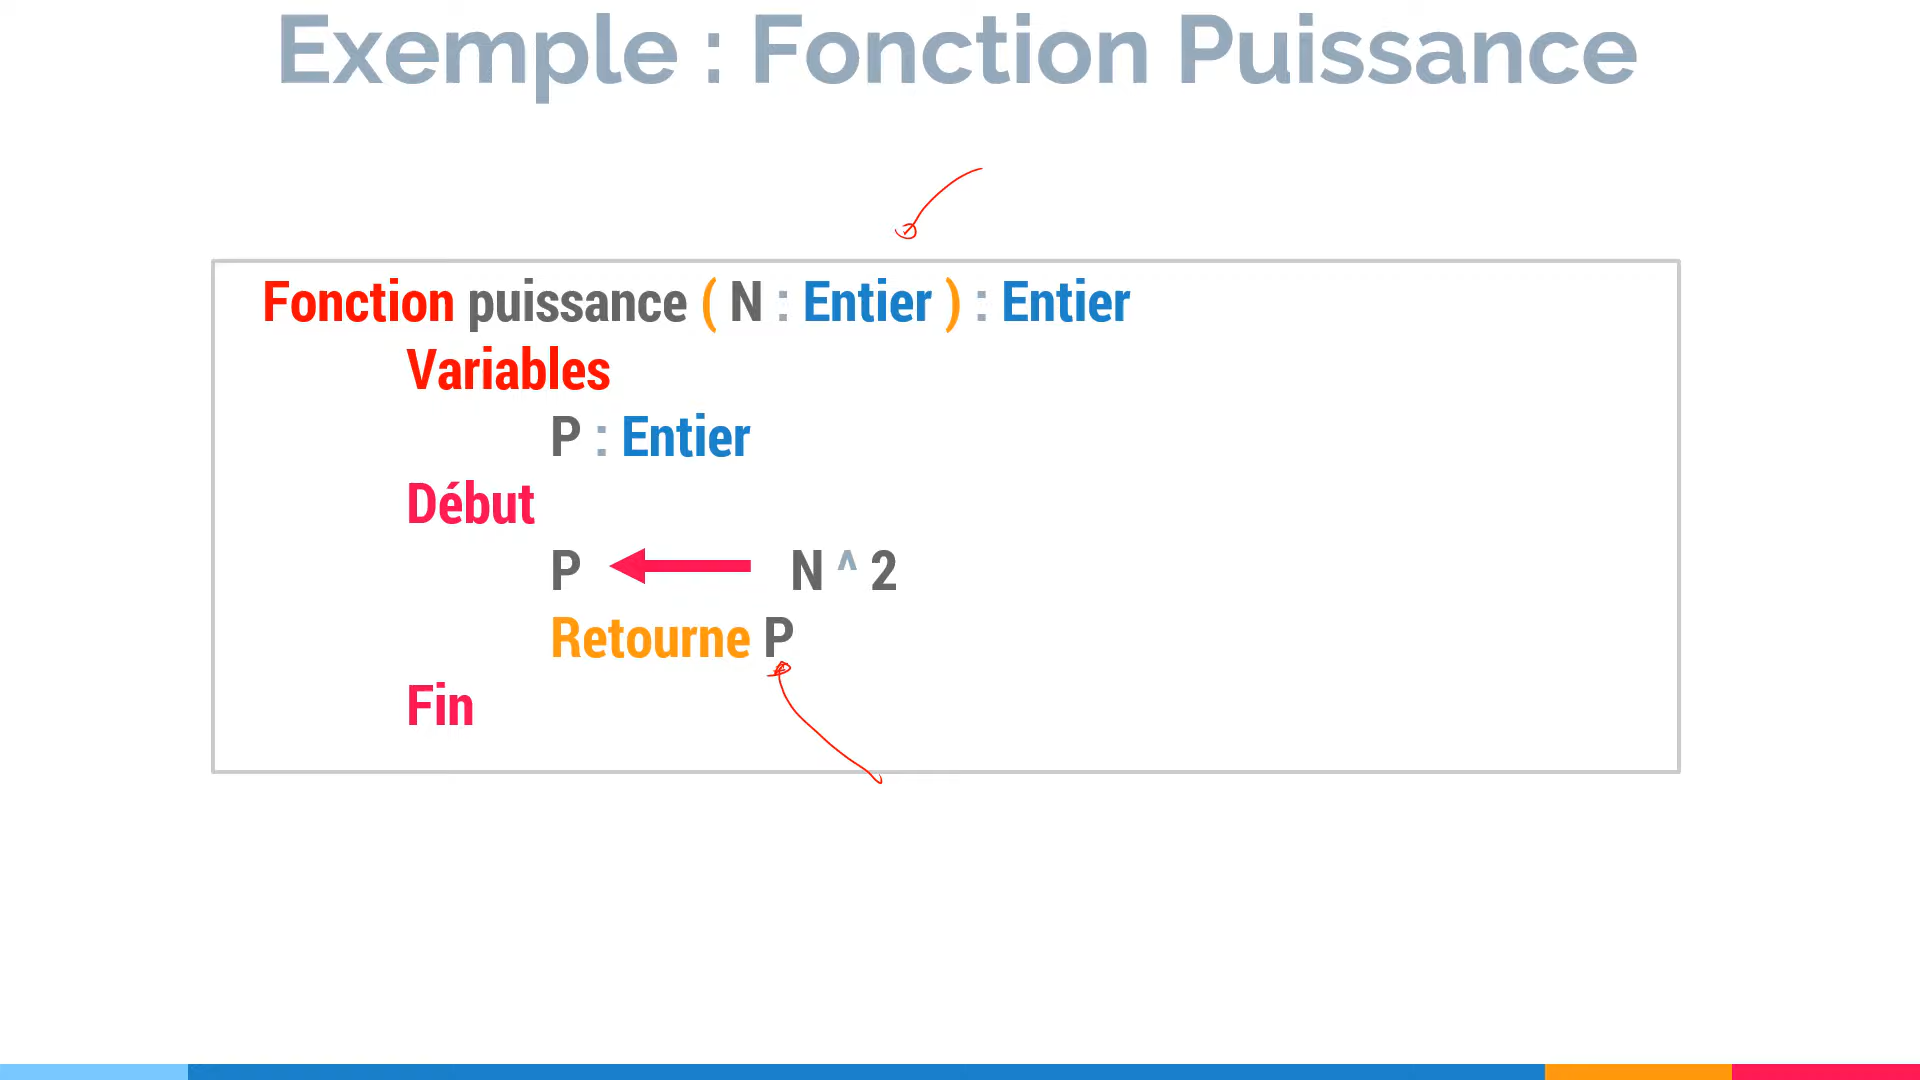 Exemple : Fonction Puissance
Fonction puissance ( N : Entier ) : Entier
Variables
P : Entier
Début
P ← N ^ 2
Retourne P
Fin